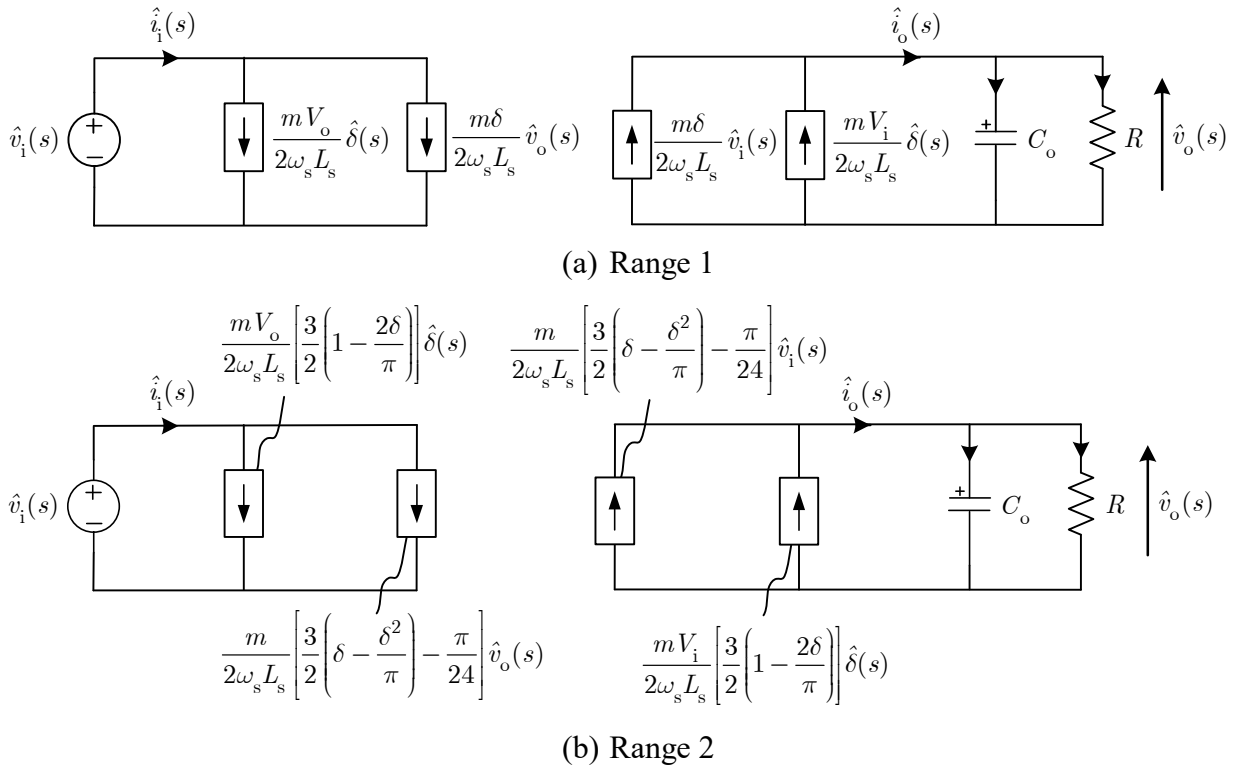 î_i(s)
î_o(s)
v̂_i(s)
+
−
mV_o / 2ω_s L_s δ̂(s)
mδ / 2ω_s L_s v̂_o(s)
mδ / 2ω_s L_s v̂_i(s)
mV_i / 2ω_s L_s δ̂(s)
+
C_o
R
v̂_o(s)
(a) Range 1
mV_o / 2ω_s L_s [3/2 (1 − 2δ/π)] δ̂(s)
m / 2ω_s L_s [3/2 (δ − δ²/π) − π/24] v̂_i(s)
î_i(s)
î_o(s)
v̂_i(s)
+
−
+
C_o
R
v̂_o(s)
m / 2ω_s L_s [3/2 (δ − δ²/π) − π/24] v̂_o(s)
mV_i / 2ω_s L_s [3/2 (1 − 2δ/π)] δ̂(s)
(b) Range 2